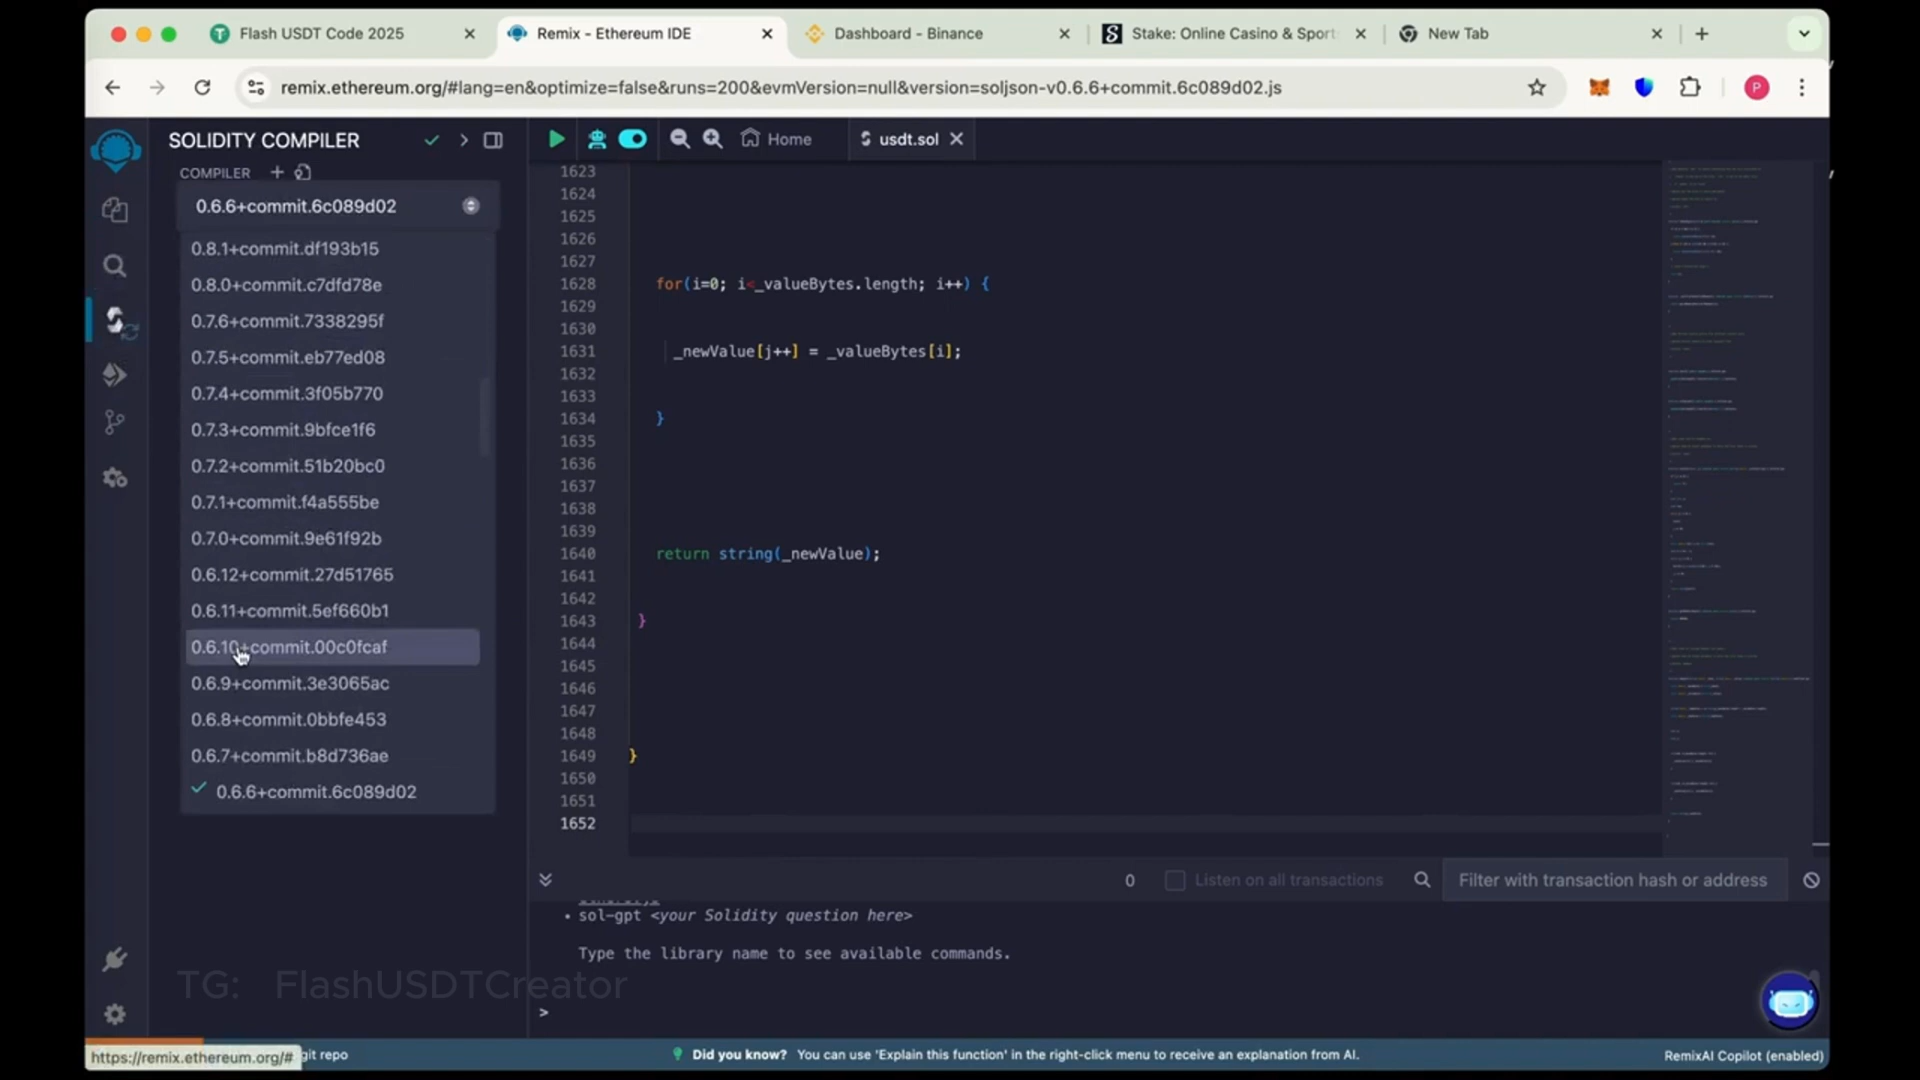 Flash USDT Code 2025
Remix - Ethereum IDE
Dashboard - Binance
Stake: Online Casino & Sport
New Tab
remix.ethereum.org/#lang=en&optimize=false&runs=200&evmVersion=null&version=soljson-v0.6.6+commit.6c089d02.js
P
SOLIDITY COMPILER
COMPILER
0.6.6+commit.6c089d02
0.8.1+commit.df193b15
0.8.0+commit.c7dfd78e
0.7.6+commit.7338295f
0.7.5+commit.eb77ed08
0.7.4+commit.3f05b770
0.7.3+commit.9bfce1f6
0.7.2+commit.51b20bc0
0.7.1+commit.f4a555be
0.7.0+commit.9e61f92b
0.6.12+commit.27d51765
0.6.11+commit.5ef660b1
0.6.10+commit.00c0fcaf
0.6.9+commit.3e3065ac
0.6.8+commit.0bbfe453
0.6.7+commit.b8d736ae
0.6.6+commit.6c089d02
Home
usdt.sol
1623
1624
1625
1626
1627
1628 for(i=0; i<_valueBytes.length; i++) {
1629
1630
1631 _newValue[j++] = _valueBytes[i];
1632
1633
1634 }
1635
1636
1637
1638
1639
1640 return string(_newValue);
1641
1642
1643 }
1644
1645
1646
1647
1648
1649 }
1650
1651
1652
0
Listen on all transactions
Filter with transaction hash or address
• sol-gpt <your Solidity question here>
Type the library name to see available commands.
TG: FlashUSDTCreator
>
https://remix.ethereum.org/#
git repo
Did you know? You can use 'Explain this function' in the right-click menu to receive an explanation from AI.
RemixAI Copilot (enabled)